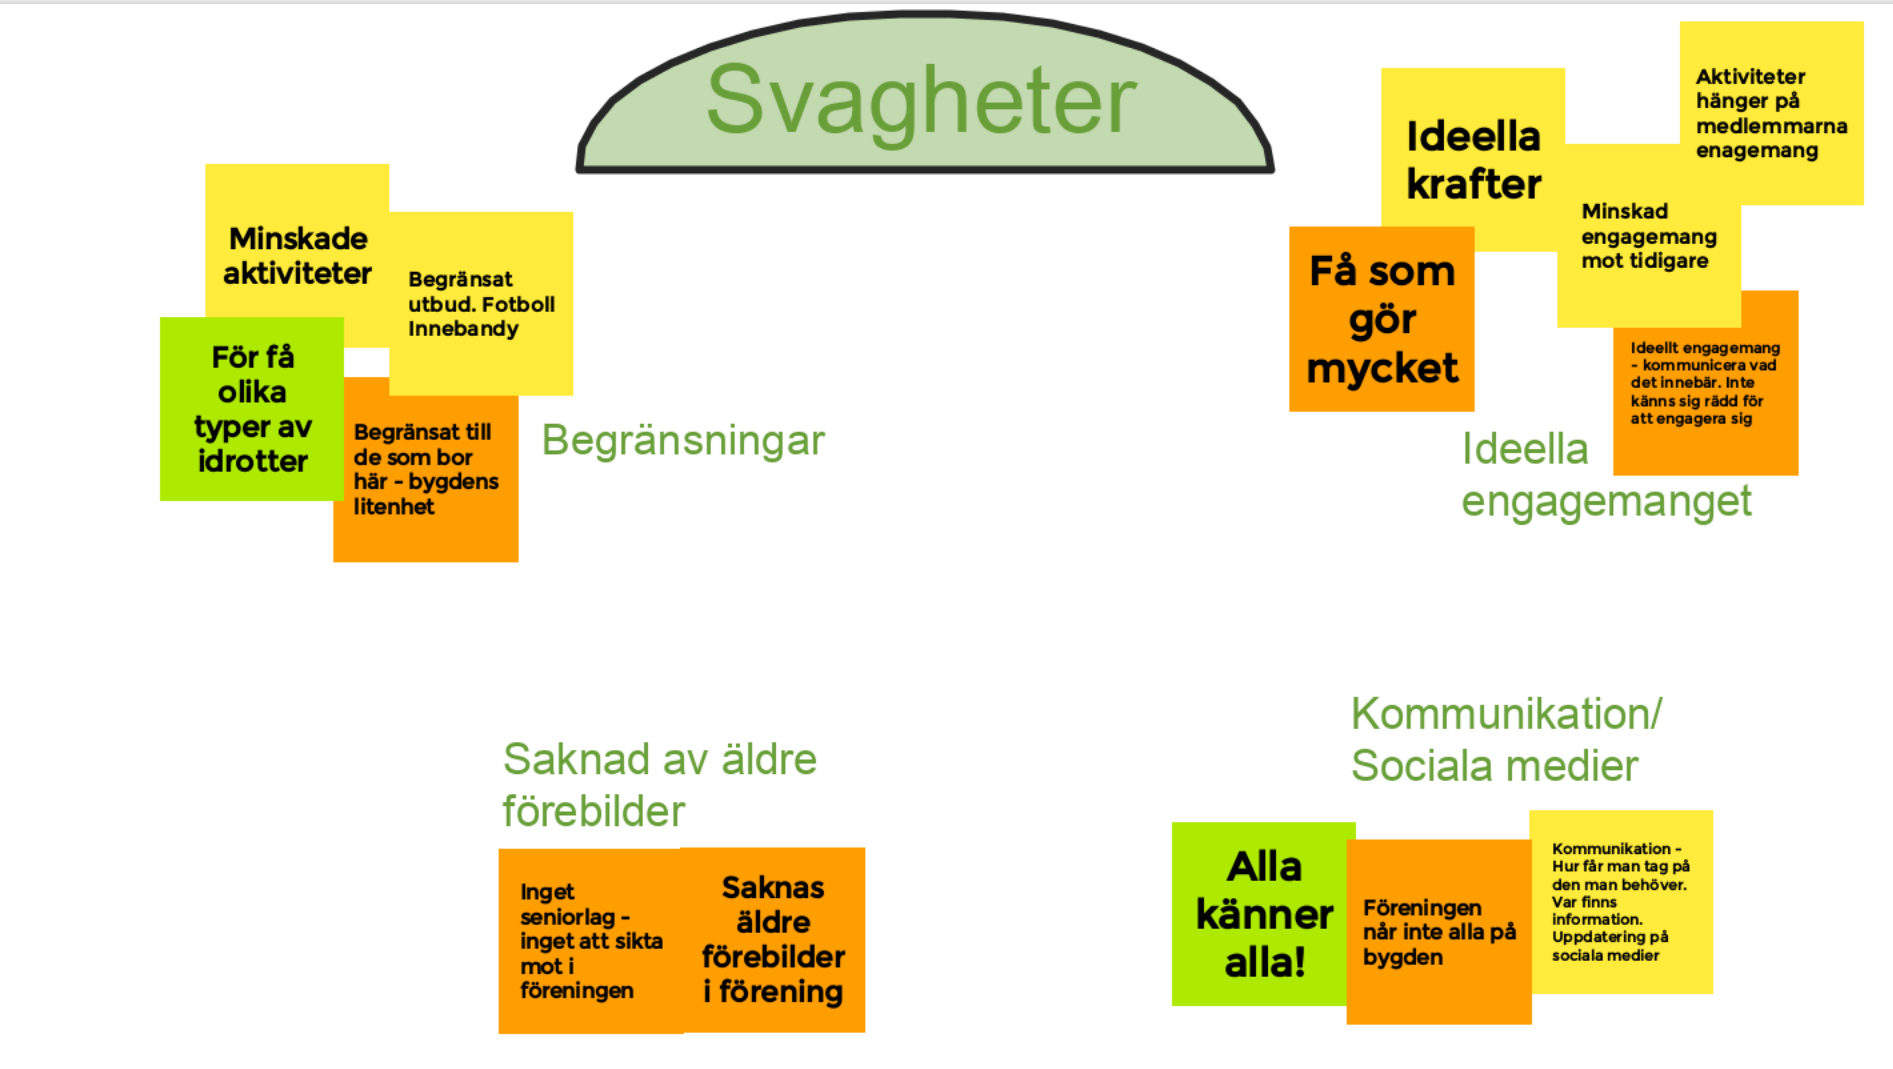 Svagheter
Minskade
aktiviteter
Begränsat
utbud. Fotboll
Innebandy
För få
olika
typer av
idrotter
Begränsat till
de som bor
här - bygdens
litenhet
Begränsningar
Ideella
krafter
Aktiviteter
hänger på
medlemmarna
enagemang
Minskad
engagemang
mot tidigare
Få som
gör
mycket
Ideellt engagemang
- kommunicera vad
det innebär. Inte
känns sig rädd för
att engagera sig
Ideella
engagemanget
Saknad av äldre
förebilder
Inget
seniorlag -
inget att sikta
mot i
föreningen
Saknas
äldre
förebilder
i förening
Kommunikation/
Sociala medier
Alla
känner
alla!
Föreningen
når inte alla på
bygden
Kommunikation -
Hur får man tag på
den man behöver.
Var finns
information.
Uppdatering på
sociala medier